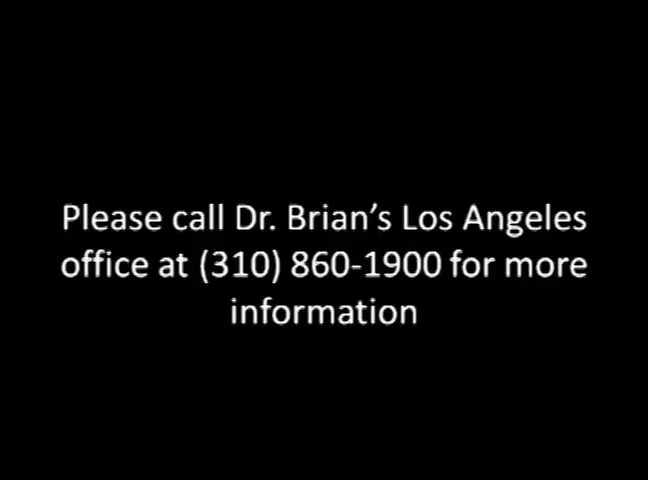 Please call Dr. Brian’s Los Angeles
office at (310) 860-1900 for more
information